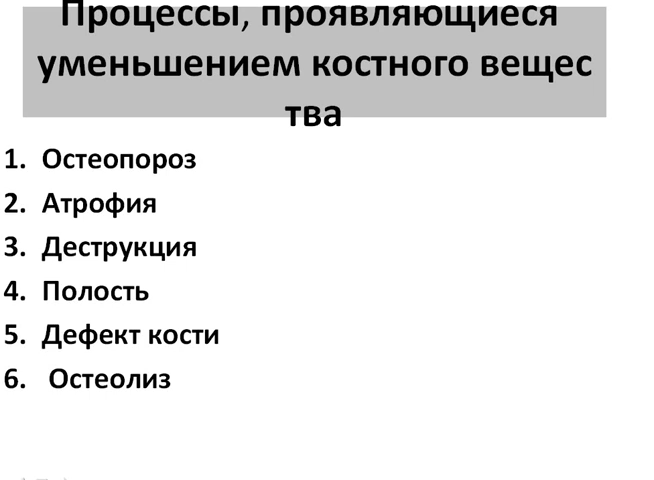 Процессы, проявляющиеся
уменьшением костного вещес
тва
1. Остеопороз
2. Атрофия
3. Деструкция
4. Полость
5. Дефект кости
6. Остеолиз